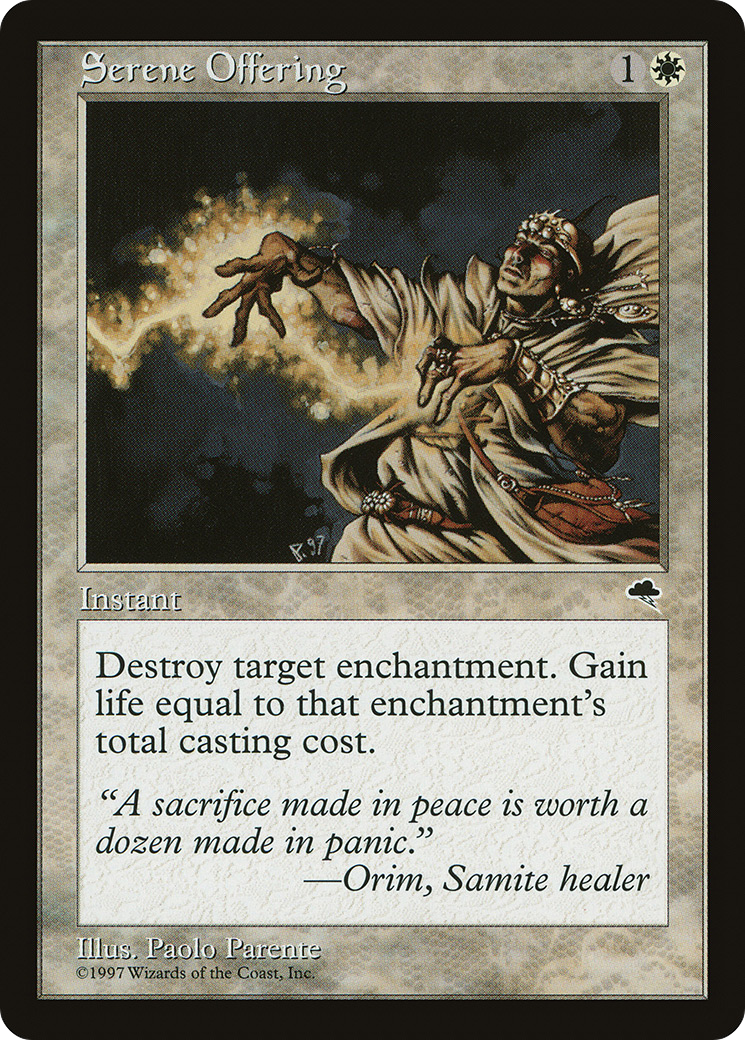 Serene Offering 1
P. 97
Instant
Destroy target enchantment. Gain
life equal to that enchantment's
total casting cost.
“A sacrifice made in peace is worth a
dozen made in panic.”
—Orim, Samite healer
Illus. Paolo Parente
©1997 Wizards of the Coast, Inc.